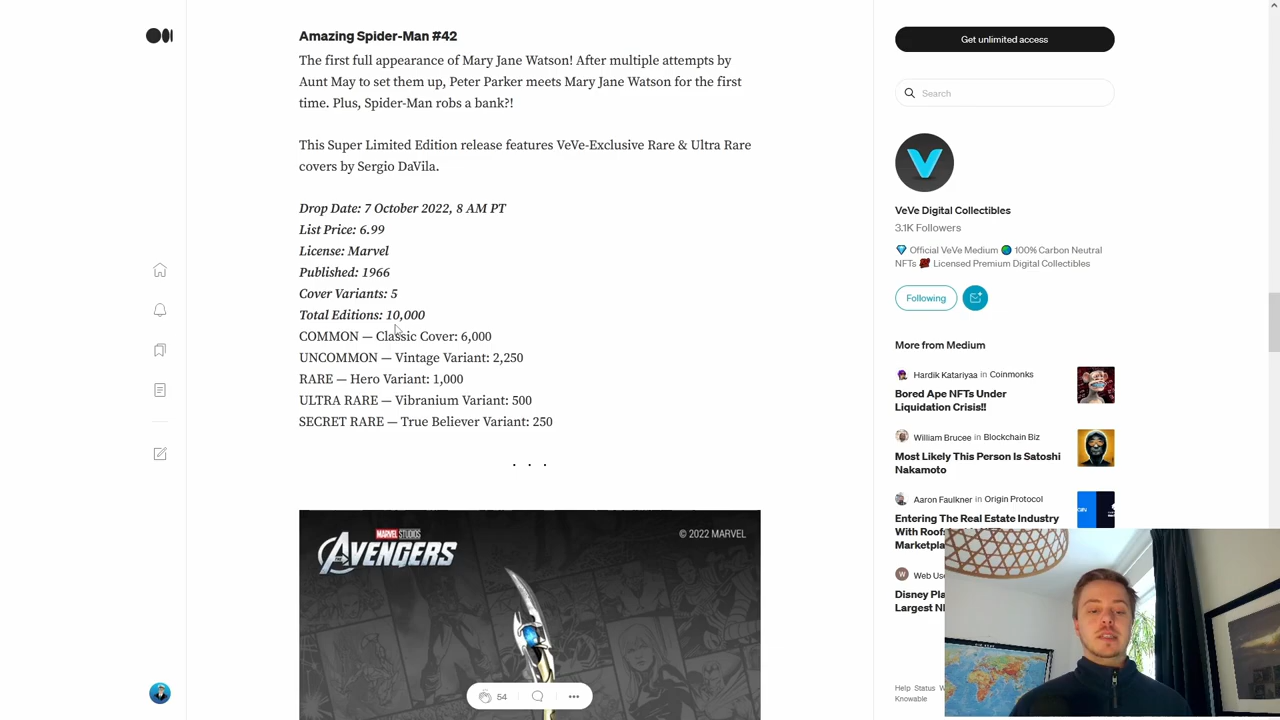 Amazing Spider-Man #42
The first full appearance of Mary Jane Watson! After multiple attempts by
Aunt May to set them up, Peter Parker meets Mary Jane Watson for the first
time. Plus, Spider-Man robs a bank?!
This Super Limited Edition release features VeVe-Exclusive Rare & Ultra Rare
covers by Sergio DaVila.
Drop Date: 7 October 2022, 8 AM PT
List Price: 6.99
License: Marvel
Published: 1966
Cover Variants: 5
Total Editions: 10,000
COMMON — Classic Cover: 6,000
UNCOMMON — Vintage Variant: 2,250
RARE — Hero Variant: 1,000
ULTRA RARE — Vibranium Variant: 500
SECRET RARE — True Believer Variant: 250
. . .
MARVEL STUDIOS
AVENGERS
© 2022 MARVEL
54
Get unlimited access
Search
VeVe Digital Collectibles
3.1K Followers
Official VeVe Medium 100% Carbon Neutral
NFTs Licensed Premium Digital Collectibles
Following
More from Medium
Hardik Katariyaa in Coinmonks
Bored Ape NFTs Under
Liquidation Crisis!!
William Brucee in Blockchain Biz
Most Likely This Person Is Satoshi
Nakamoto
Aaron Faulkner in Origin Protocol
Entering The Real Estate Industry
With
Marketpla
W Web Us
Disney Pla
Largest N
Help Status
Knowable